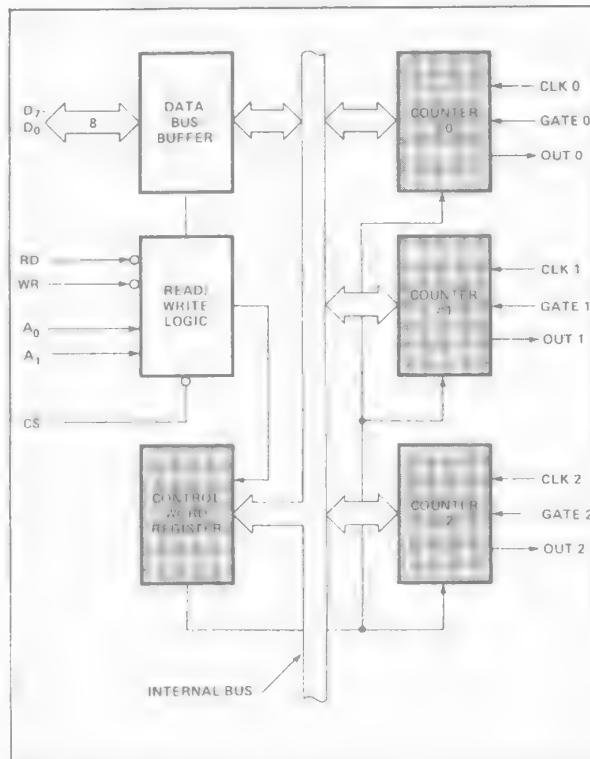 D7-
D0
8
DATA
BUS
BUFFER
COUNTER
0
CLK 0
GATE 0
OUT 0
RD
WR
A0
A1
CS
READ/
WRITE
LOGIC
COUNTER
#1
CLK 1
GATE 1
OUT 1
CONTROL
WORD
REGISTER
COUNTER
2
CLK 2
GATE 2
OUT 2
INTERNAL BUS